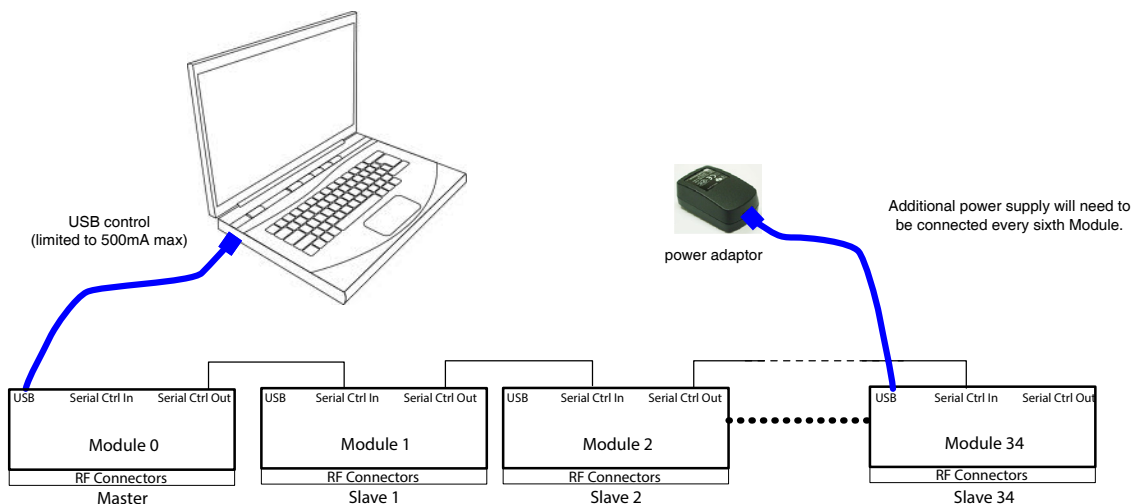 USB control
(limited to 500mA max)
Additional power supply will need to
be connected every sixth Module.
power adaptor
USB Serial Ctrl In Serial Ctrl Out
Module 0
RF Connectors
Master
USB Serial Ctrl In Serial Ctrl Out
Module 1
RF Connectors
Slave 1
USB Serial Ctrl In Serial Ctrl Out
Module 2
RF Connectors
Slave 2
USB Serial Ctrl In Serial Ctrl Out
Module 34
RF Connectors
Slave 34